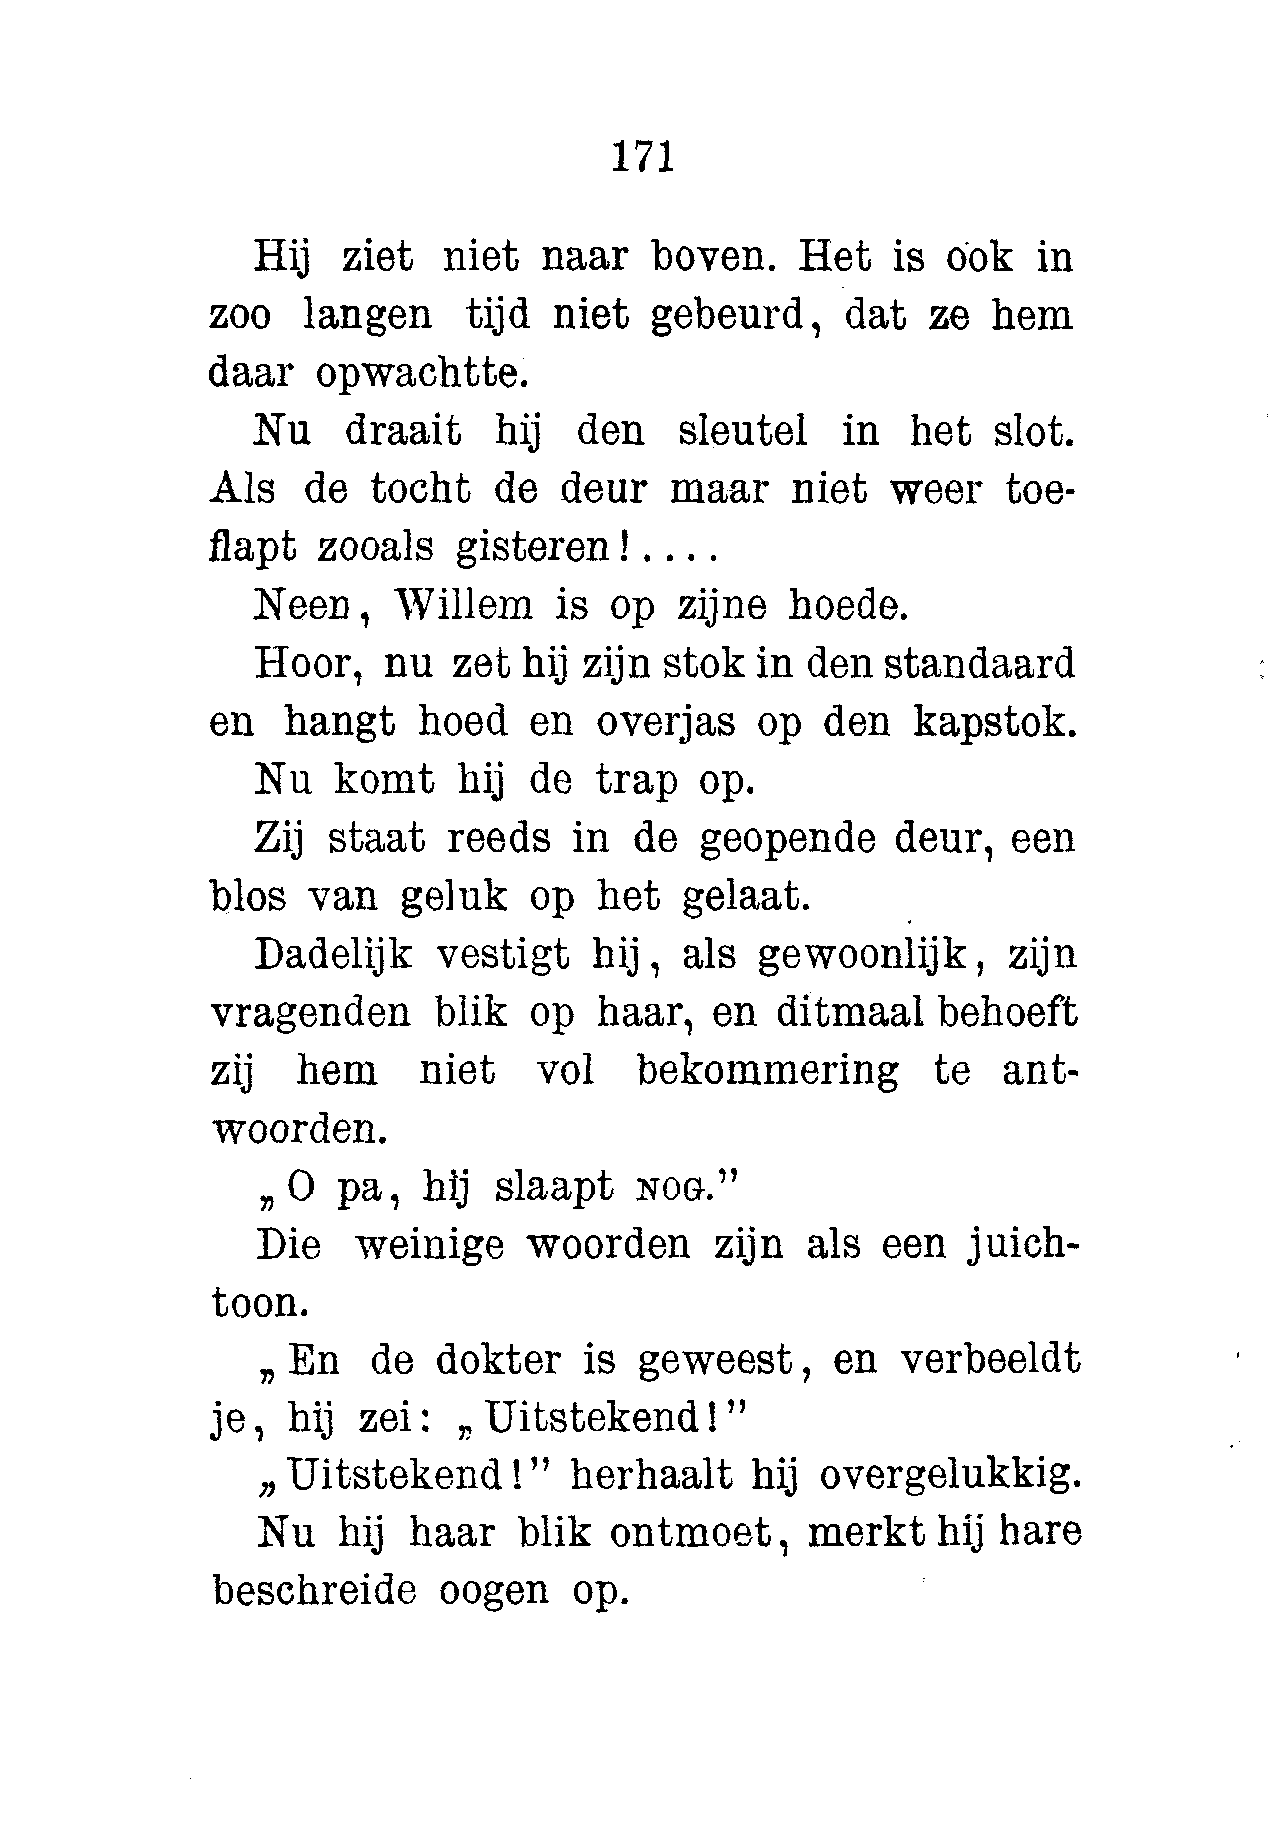 171
Hij ziet niet naar boven. Het is ook in
zoo langen tijd niet gebeurd, dat ze hem
daar opwachtte.
Nu draait hij den sleutel in het slot.
Als de tocht de deur maar niet weer toe-
flapt zooals gisteren!....
Neen, Willem is op zijne hoede.
Hoor, nu zet hij zijn stok in den standaard
en hangt hoed en overjas op den kapstok.
Nu komt hij de trap op.
Zij staat reeds in de geopende deur, een
blos van geluk op het gelaat.
Dadelijk vestigt hij, als gewoonlijk, zijn
vragenden blik op haar, en ditmaal behoeft
zij hem niet vol bekommering te ant-
woorden.
„O pa, hij slaapt NOG.”
Die weinige woorden zijn als een juich-
toon.
„En de dokter is geweest, en verbeeldt
je, hij zei: „Uitstekend!”
„Uitstekend!” herhaalt hij overgelukkig.
Nu hij haar blik ontmoet, merkt hij hare
beschreide oogen op.